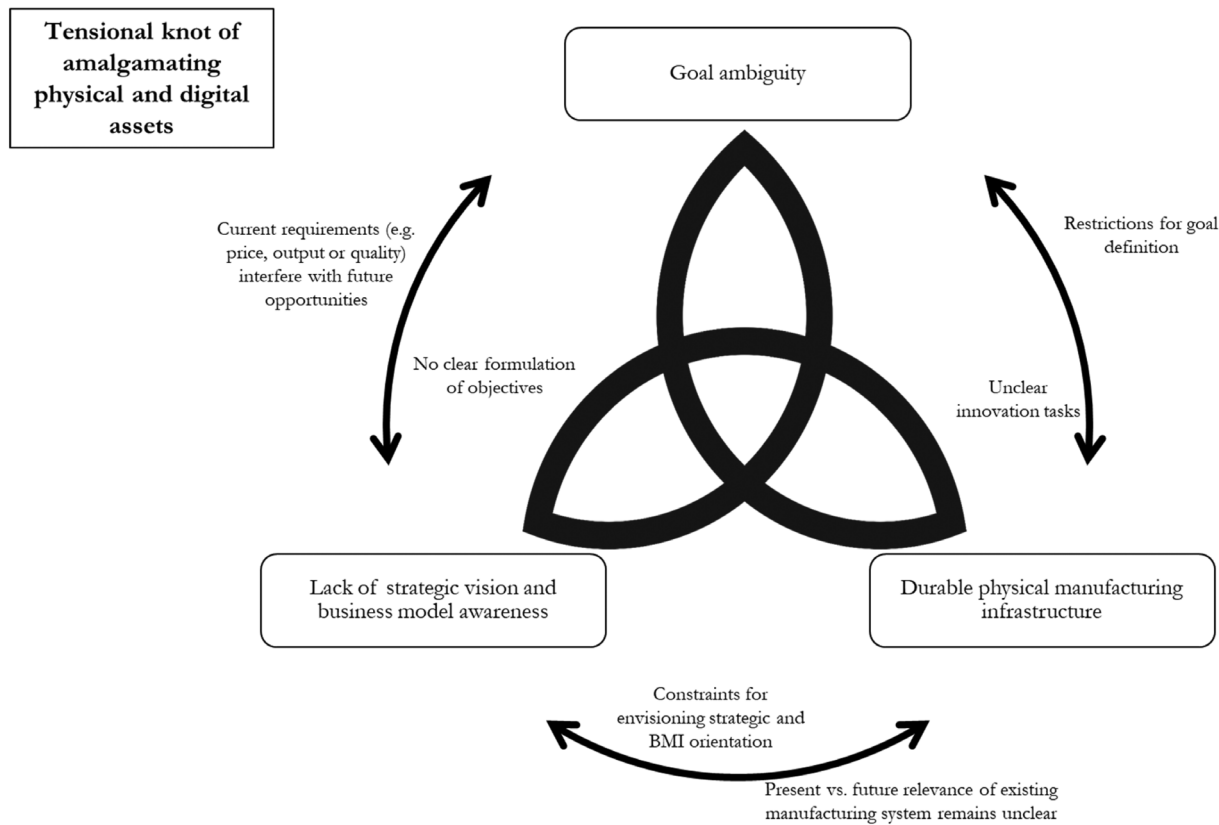 Tensional knot of
amalgamating
physical and digital
assets
Goal ambiguity
Current requirements (e.g.
price, output or quality)
interfere with future
opportunities
Restrictions for goal
definition
No clear formulation
of objectives
Unclear
innovation tasks
Lack of strategic vision and
business model awareness
Durable physical manufacturing
infrastructure
Constraints for
envisioning strategic and
BMI orientation
Present vs. future relevance of existing
manufacturing system remains unclear